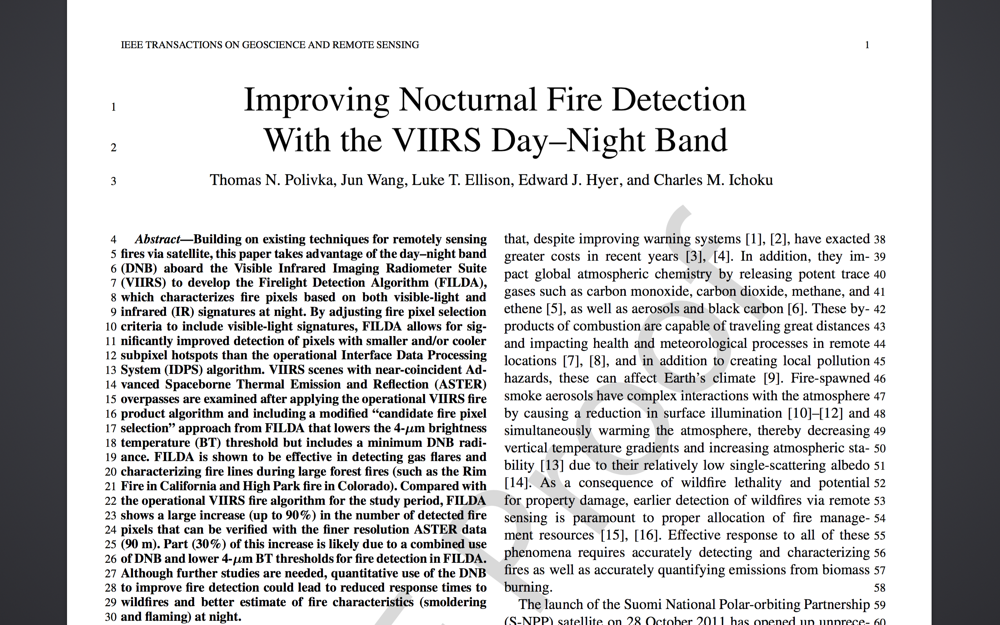 IEEE TRANSACTIONS ON GEOSCIENCE AND REMOTE SENSING 1
1 Improving Nocturnal Fire Detection
2 With the VIIRS Day–Night Band
3 Thomas N. Polivka, Jun Wang, Luke T. Ellison, Edward J. Hyer, and Charles M. Ichoku
4 Abstract—Building on existing techniques for remotely sensing
5 fires via satellite, this paper takes advantage of the day–night band
6 (DNB) aboard the Visible Infrared Imaging Radiometer Suite
7 (VIIRS) to develop the Firelight Detection Algorithm (FILDA),
8 which characterizes fire pixels based on both visible-light and
9 infrared (IR) signatures at night. By adjusting fire pixel selection
10 criteria to include visible-light signatures, FILDA allows for sig-
11 nificantly improved detection of pixels with smaller and/or cooler
12 subpixel hotspots than the operational Interface Data Processing
13 System (IDPS) algorithm. VIIRS scenes with near-coincident Ad-
14 vanced Spaceborne Thermal Emission and Reflection (ASTER)
15 overpasses are examined after applying the operational VIIRS fire
16 product algorithm and including a modified “candidate fire pixel
17 selection” approach from FILDA that lowers the 4-μm brightness
18 temperature (BT) threshold but includes a minimum DNB radi-
19 ance. FILDA is shown to be effective in detecting gas flares and
20 characterizing fire lines during large forest fires (such as the Rim
21 Fire in California and High Park fire in Colorado). Compared with
22 the operational VIIRS fire algorithm for the study period, FILDA
23 shows a large increase (up to 90%) in the number of detected fire
24 pixels that can be verified with the finer resolution ASTER data
25 (90 m). Part (30%) of this increase is likely due to a combined use
26 of DNB and lower 4-μm BT thresholds for fire detection in FILDA.
27 Although further studies are needed, quantitative use of the DNB
28 to improve fire detection could lead to reduced response times to
29 wildfires and better estimate of fire characteristics (smoldering
30 and flaming) at night.
that, despite improving warning systems [1], [2], have exacted 38
greater costs in recent years [3], [4]. In addition, they im- 39
pact global atmospheric chemistry by releasing potent trace 40
gases such as carbon monoxide, carbon dioxide, methane, and 41
ethene [5], as well as aerosols and black carbon [6]. These by- 42
products of combustion are capable of traveling great distances 43
and impacting health and meteorological processes in remote 44
locations [7], [8], and in addition to creating local pollution 45
hazards, these can affect Earth’s climate [9]. Fire-spawned 46
smoke aerosols have complex interactions with the atmosphere 47
by causing a reduction in surface illumination [10]–[12] and 48
simultaneously warming the atmosphere, thereby decreasing 49
vertical temperature gradients and increasing atmospheric sta- 50
bility [13] due to their relatively low single-scattering albedo 51
[14]. As a consequence of wildfire lethality and potential 52
for property damage, earlier detection of wildfires via remote 53
sensing is paramount to proper allocation of fire manage- 54
ment resources [15], [16]. Effective response to all of these 55
phenomena requires accurately detecting and characterizing 56
fires as well as accurately quantifying emissions from biomass 57
burning. 58
The launch of the Suomi National Polar-orbiting Partnership 59
(S-NPP) satellite on 28 October 2011 has opened up unprece- 60
Proof